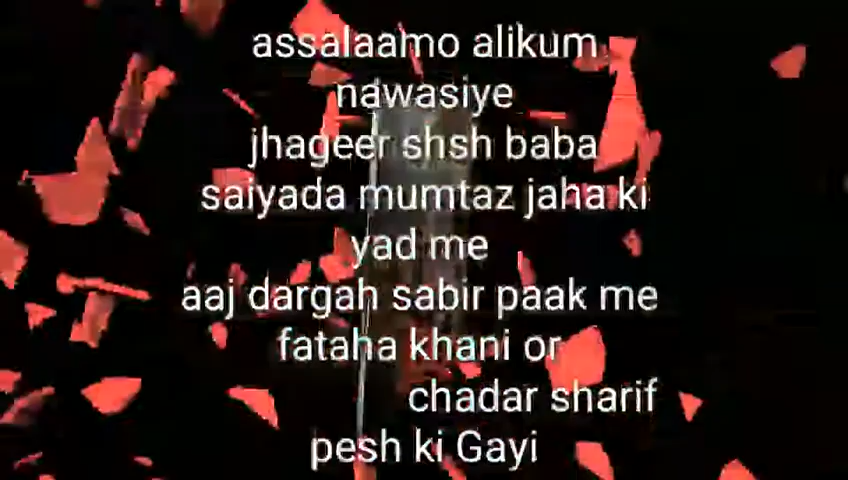 assalaamo alikum
nawasiye
jhageer shsh baba
saiyada mumtaz jaha ki
yad me
aaj dargah sabir paak me
fataha khani or
chadar sharif
pesh ki Gayi